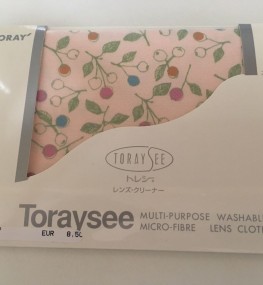 TORAY
TORAYSEE
トレシー
レンズ・クリーナー
Toraysee
MULTI-PURPOSE WASHABLE
MICRO-FIBRE LENS CLOTH
EUR 8.50